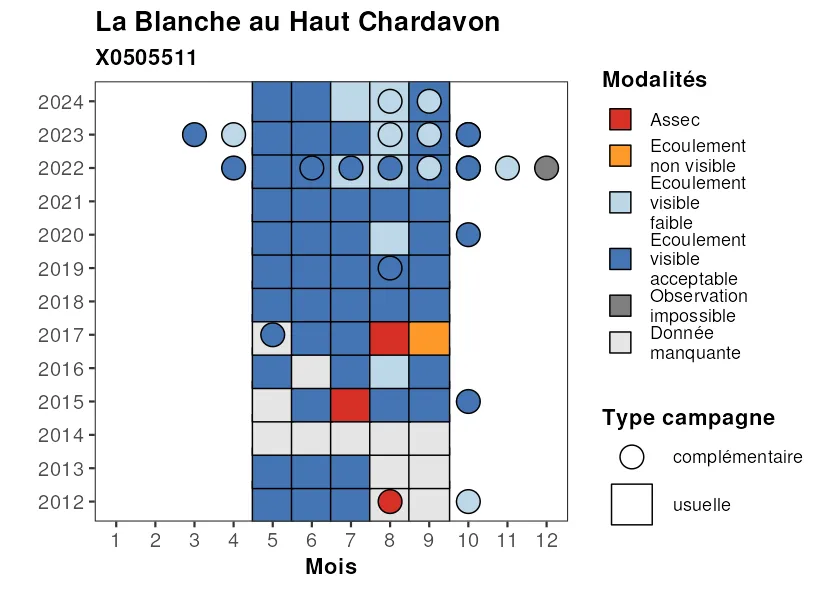 La Blanche au Haut Chardavon
X0505511
2024
2023
2022
2021
2020
2019
2018
2017
2016
2015
2014
2013
2012
1 2 3 4 5 6 7 8 9 10 11 12
Mois
Modalités
Assec
Ecoulement
non visible
Ecoulement
visible
faible
Ecoulement
visible
acceptable
Observation
impossible
Donnée
manquante
Type campagne
complémentaire
usuelle